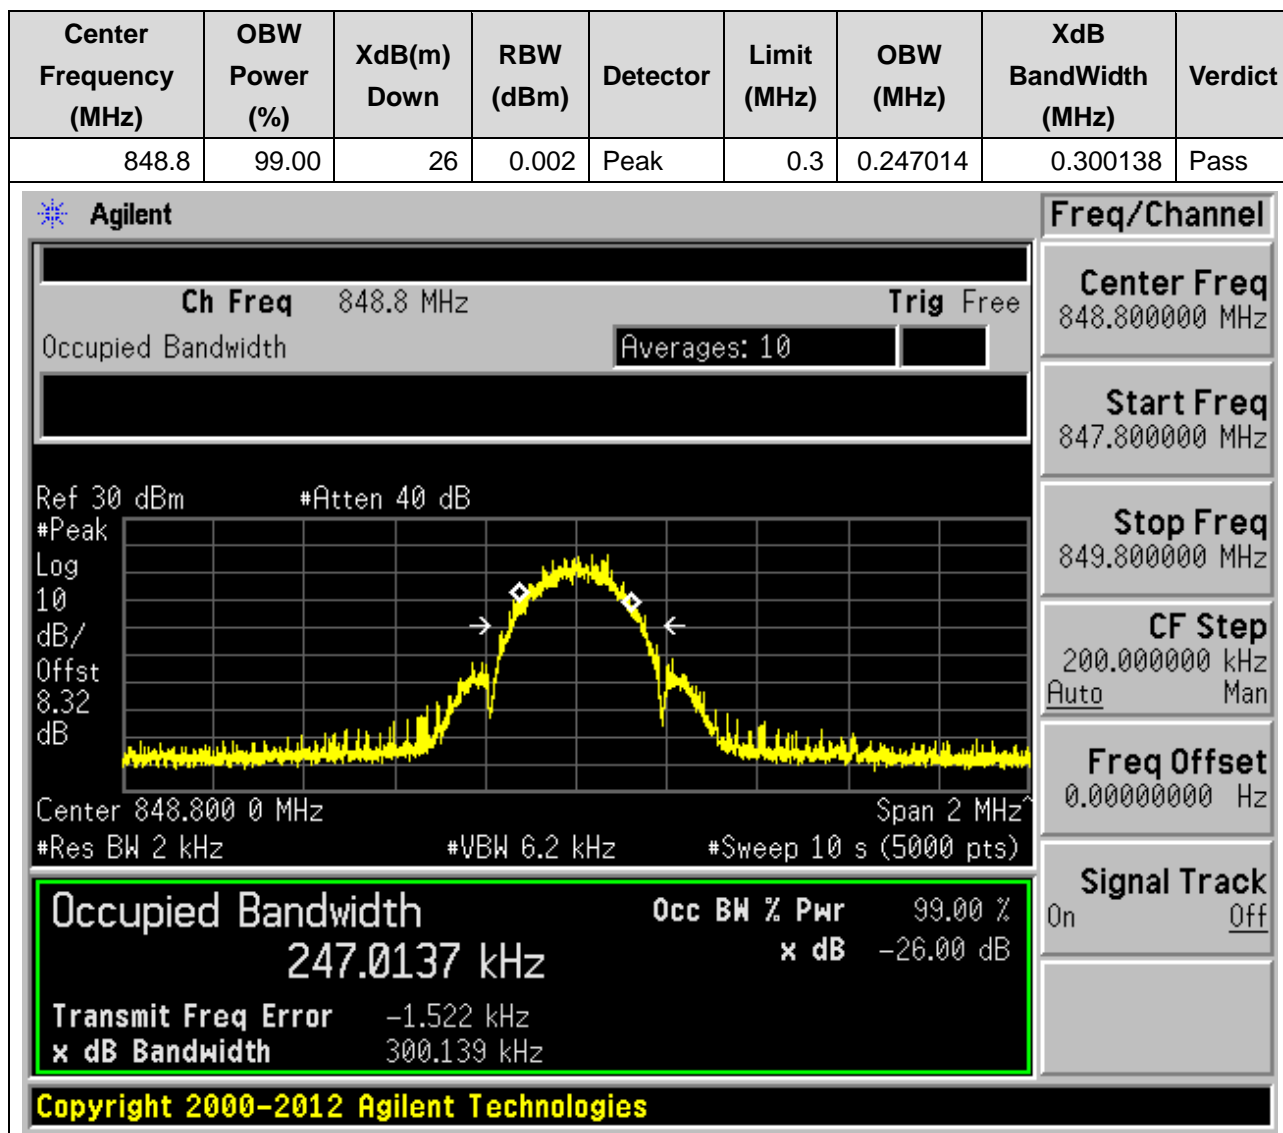 Center Frequency (MHz) OBW Power (%) XdB(m) Down RBW (dBm) Detector Limit (MHz) OBW (MHz) XdB BandWidth (MHz) Verdict
848.8 99.00 26 0.002 Peak 0.3 0.247014 0.300138 Pass
Agilent
Ch Freq 848.8 MHz Trig Free
Occupied Bandwidth Averages: 10
Ref 30 dBm #Atten 40 dB
#Peak
Log
10
dB/
Offst
8.32
dB
Center 848.800 0 MHz Span 2 MHz^
#Res BW 2 kHz #VBW 6.2 kHz #Sweep 10 s (5000 pts)
Occupied Bandwidth Occ BW % Pwr 99.00 %
247.0137 kHz x dB -26.00 dB
Transmit Freq Error -1.522 kHz
x dB Bandwidth 300.139 kHz
Copyright 2000-2012 Agilent Technologies
Freq/Channel
Center Freq
848.800000 MHz
Start Freq
847.800000 MHz
Stop Freq
849.800000 MHz
CF Step
200.000000 kHz
Auto Man
Freq Offset
0.00000000 Hz
Signal Track
On Off